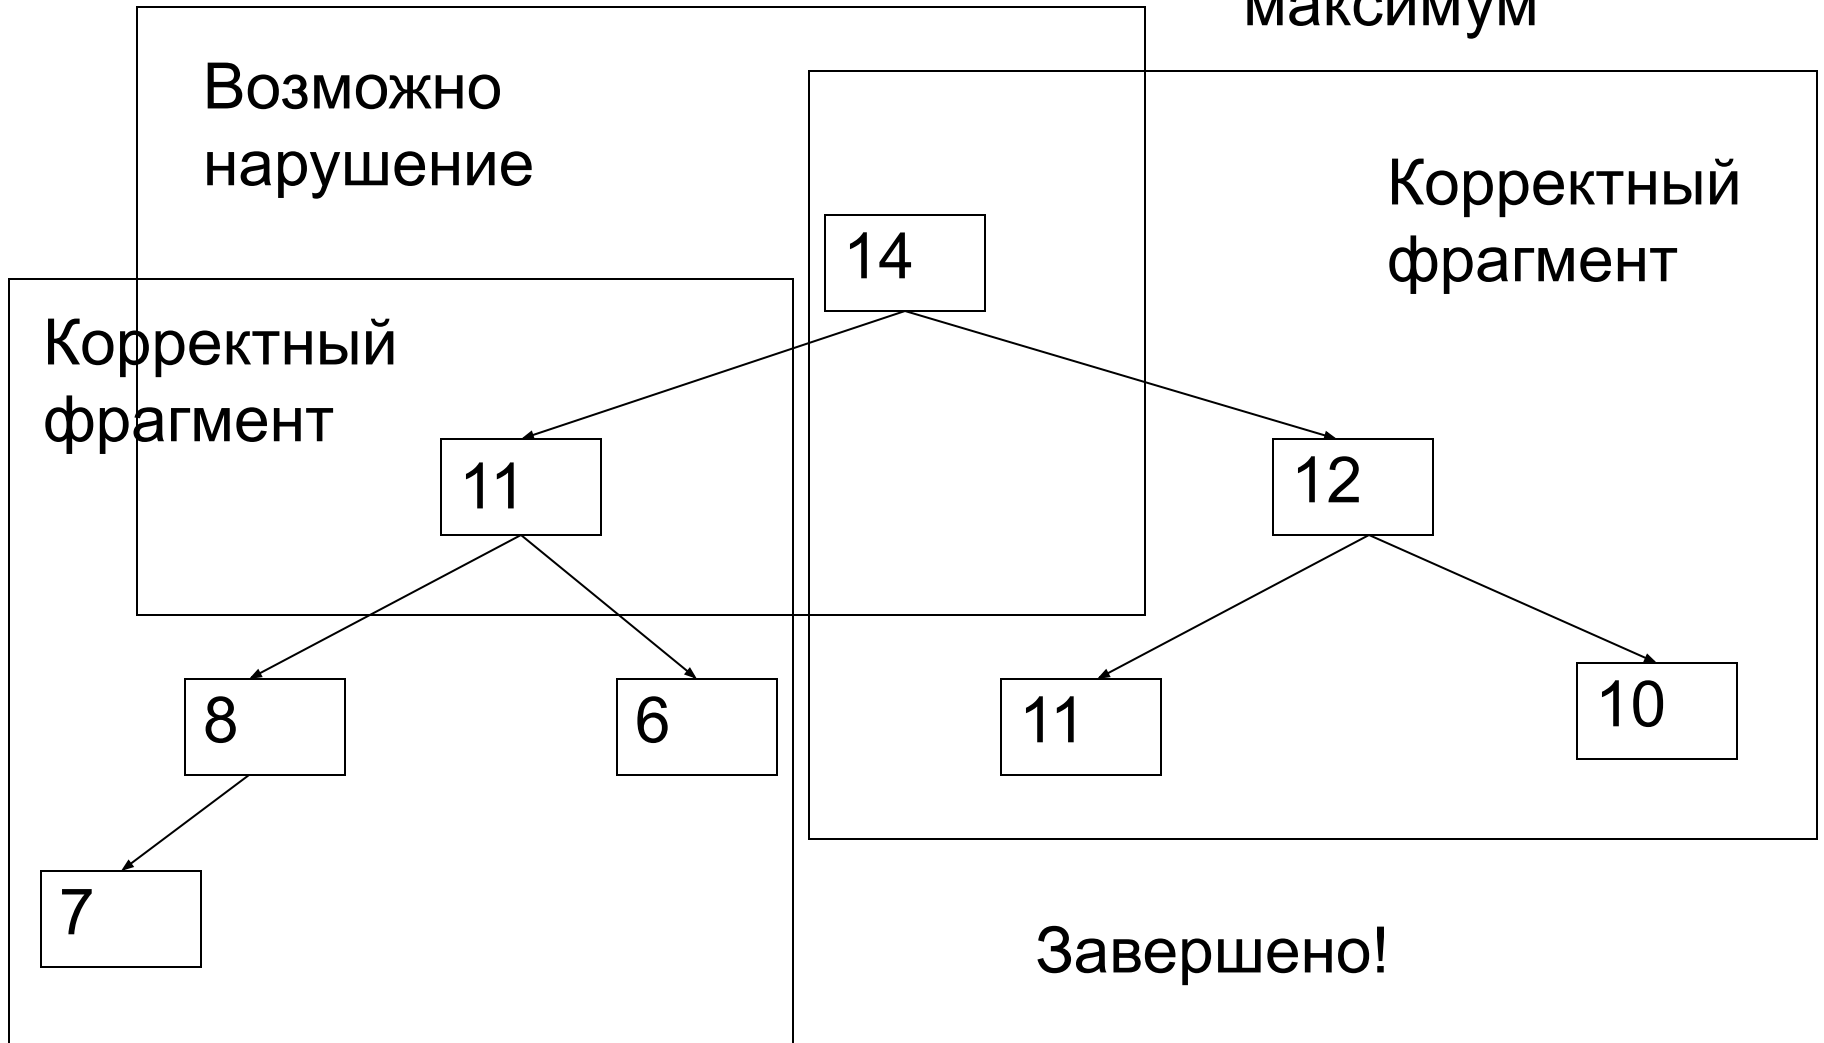 максимум
Возможно
нарушение
Корректный
фрагмент
14
Корректный
фрагмент
11
12
8
6
11
10
7
Завершено!